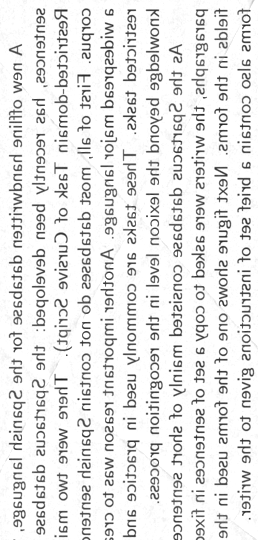 A new offline handwritten database for the Spanish language,
sentences, has recently been developed: the Spartacus database
Restricted-domain Task of Cursive Script). There were two mai
corpus. First of all, most databases do not contain Spanish senten
a widespread major language. Another important reason was to crea
restricted tasks. These tasks are commonly used in practice and
knowledge beyond the lexicon level in the recognition process.
As the Spartacus database consisted mainly of short sentence
paragraphs, the writers were asked to copy a set of sentences in fixe
fields in the forms. Next figure shows one of the forms used in the
forms also contain a brief set of instructions given to the writer.